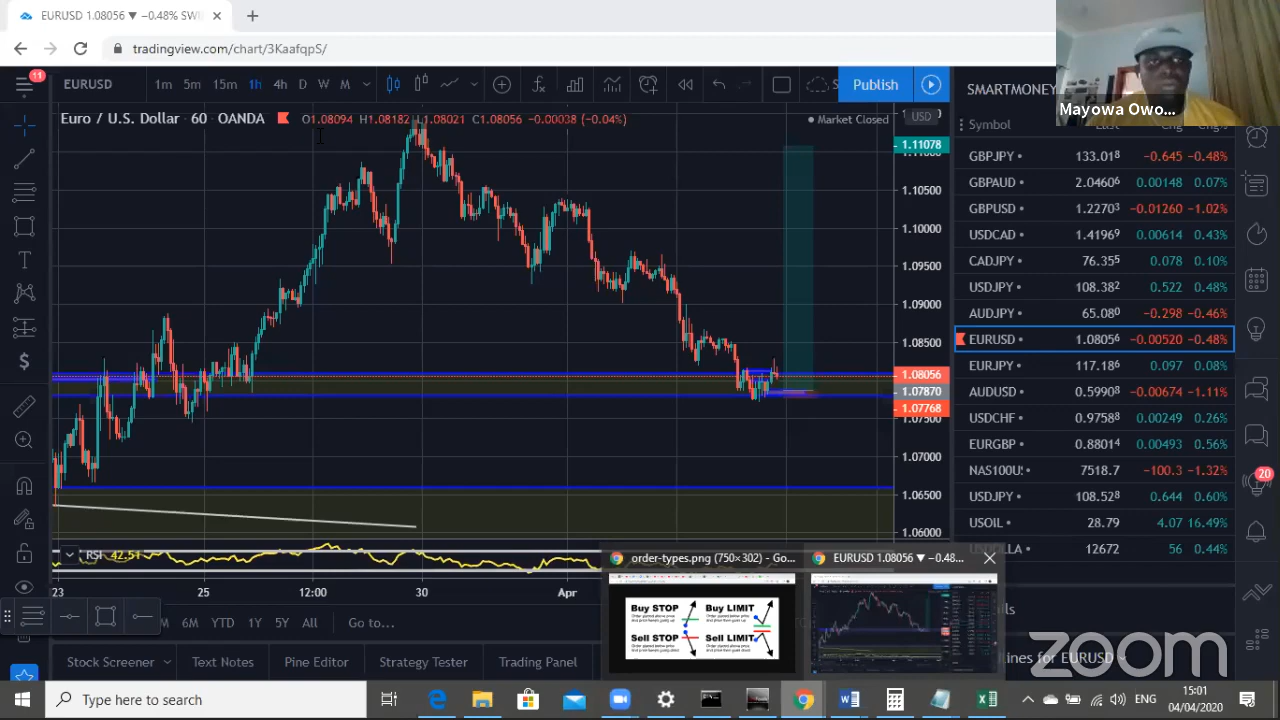 EURUSD 1.08056 ▼ −0.48% SW
tradingview.com/chart/3KaafqpS/
11
EURUSD 1m 5m 15m 1h 4h D W M
Publish
SMARTMONEY
Mayowa Owo...
Euro / U.S. Dollar • 60 • OANDA O1.08094 H1.08182 L1.08021 C1.08056 −0.00038 (−0.04%)
Market Closed
USD
Symbol
Chg
1.11078
1.10500
1.10000
1.09500
1.09000
1.08500
1.08056
1.07870
1.07768
1.07000
1.06500
1.06000
GBPJPY 133.018 −0.645 −0.48%
GBPAUD 2.04606 0.00148 0.07%
GBPUSD 1.22703 −0.01260 −1.02%
USDCAD 1.41969 0.00614 0.43%
CADJPY 76.355 0.078 0.10%
USDJPY 108.382 0.522 0.48%
AUDJPY 65.080 −0.298 −0.46%
EURUSD 1.08056 −0.00520 −0.48%
EURJPY 117.186 0.092 0.08%
AUDUSD 0.59908 −0.00674 −1.11%
USDCHF 0.97588 0.00249 0.26%
EURGBP 0.88014 0.00493 0.56%
NAS100U 7518.7 −100.3 −1.32%
USDJPY 108.528 0.644 0.60%
USOIL 28.79 4.07 16.49%
12672 56 0.44%
20
RSI 42.51
23 25 12:00 30 Apr
order-types.png (750×302) - Go...
EURUSD 1.08056 ▼ −0.48...
Buy STOP
Buy LIMIT
Sell STOP
Sell LIMIT
6M YTD 1Y 5Y All Go to...
Stock Screener Text Notes Pine Editor Strategy Tester Trading Panel
for EURUSD
zoom
Type here to search
ENG
15:01
04/04/2020